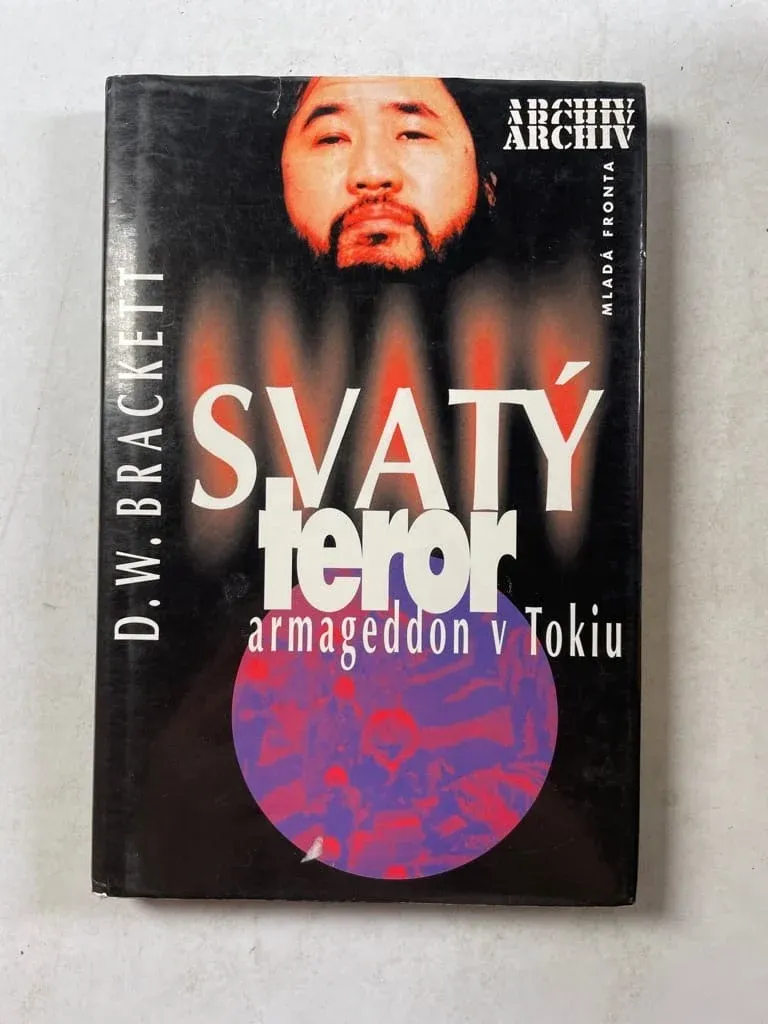 ARCHIV
ARCHIV
MLADÁ FRONTA
D. W. BRACKETT
SVATÝ
teror
armageddon v Tokiu